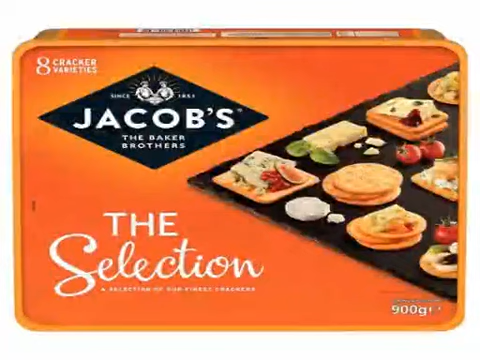 8 CRACKER
VARIETIES
SINCE 1851
JACOB'S
THE BAKER
BROTHERS
THE
Selection
A SELECTION OF OUR FINEST CRACKERS
900g e